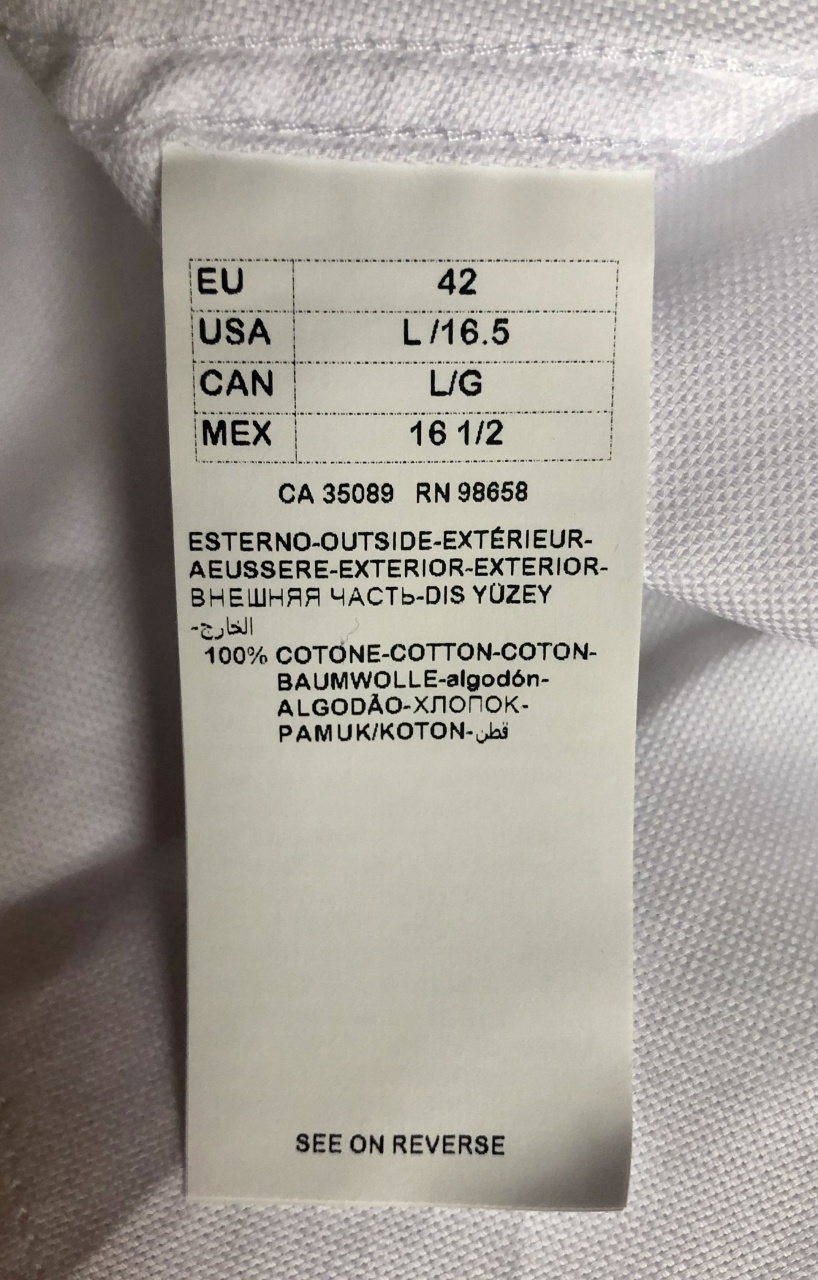 EU 42
USA L /16.5
CAN L/G
MEX 16 1/2
CA 35089 RN 98658
ESTERNO-OUTSIDE-EXTÉRIEUR-
AEUSSERE-EXTERIOR-EXTERIOR-
ВНЕШНЯЯ ЧАСТЬ-DIS YÜZEY
-الخارج
100% COTONE-COTTON-COTON-
BAUMWOLLE-algodón-
ALGODÃO-ХЛОПОК-
PAMUK/KOTON-قطن
SEE ON REVERSE